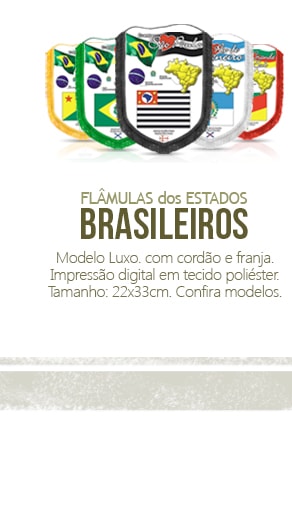 FLÂMULAS dos ESTADOS
BRASILEIROS
Modelo Luxo. com cordão e franja.
Impressão digital em tecido poliéster.
Tamanho: 22x33cm. Confira modelos.